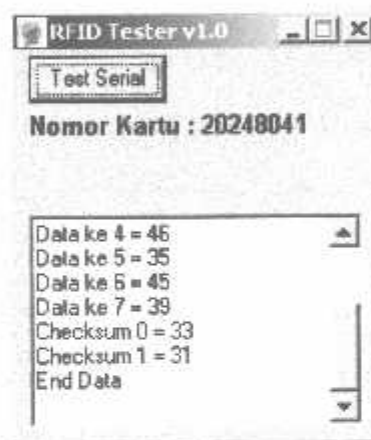 RFID Tester v1.0
Test Serial
Nomor Kartu : 20248041
Data ke 4 = 46
Data ke 5 = 35
Data ke 6 = 45
Data ke 7 = 39
Checksum 0 = 33
Checksum 1 = 31
End Data